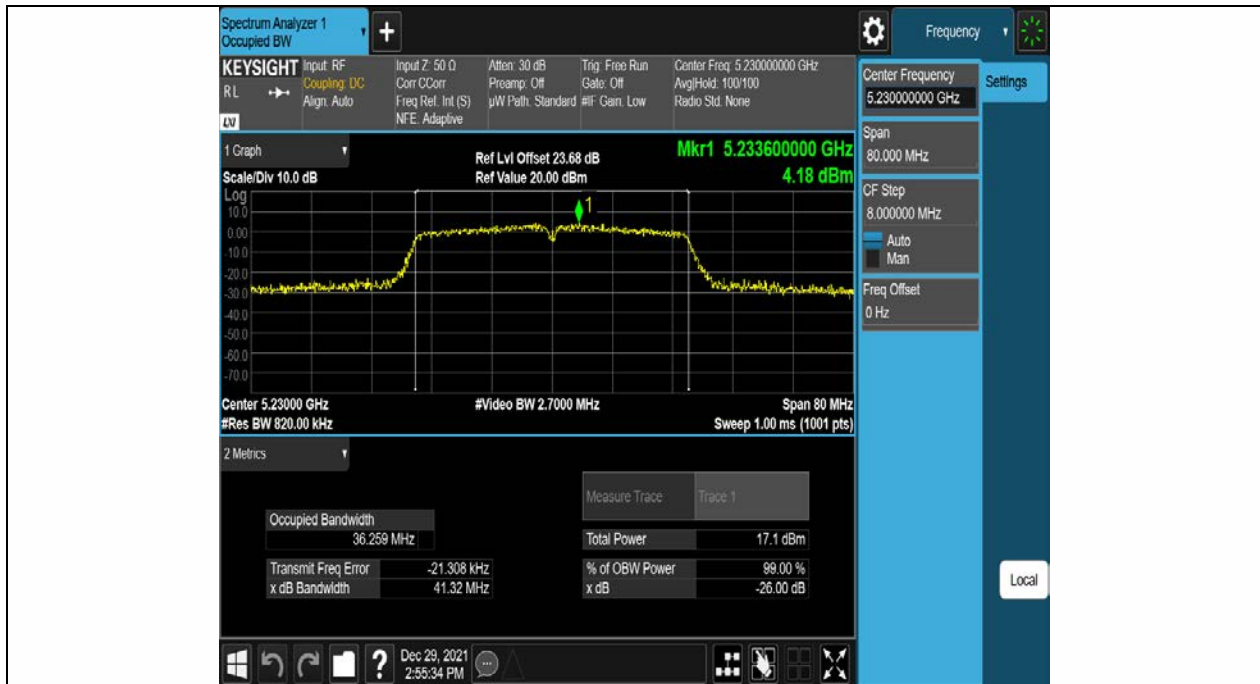 Spectrum Analyzer 1
Occupied BW
+
Frequency
KEYSIGHT
RL
LXI
Input: RF
Coupling: DC
Align: Auto
Input Z: 50 Ω
Corr CCorr
Freq Ref: Int (S)
NFE: Adaptive
Atten: 30 dB
Preamp: Off
µW Path: Standard
Trig: Free Run
Gate: Off
#IF Gain: Low
Center Freq: 5.230000000 GHz
Avg|Hold: 100/100
Radio Std: None
Center Frequency
5.230000000 GHz
Settings
Span
80.000 MHz
CF Step
8.000000 MHz
Auto
Man
Freq Offset
0 Hz
Local
1 Graph
Scale/Div 10.0 dB
Ref Lvl Offset 23.68 dB
Ref Value 20.00 dBm
Mkr1 5.233600000 GHz
4.18 dBm
Log
10.0
0.00
-10.0
-20.0
-30.0
-40.0
-50.0
-60.0
-70.0
1
Center 5.23000 GHz
#Video BW 2.7000 MHz
Span 80 MHz
#Res BW 820.00 kHz
Sweep 1.00 ms (1001 pts)
2 Metrics
Measure Trace Trace 1
Occupied Bandwidth
36.259 MHz
Total Power 17.1 dBm
Transmit Freq Error -21.308 kHz
% of OBW Power 99.00 %
x dB Bandwidth 41.32 MHz
x dB -26.00 dB
?
Dec 29, 2021
2:55:34 PM